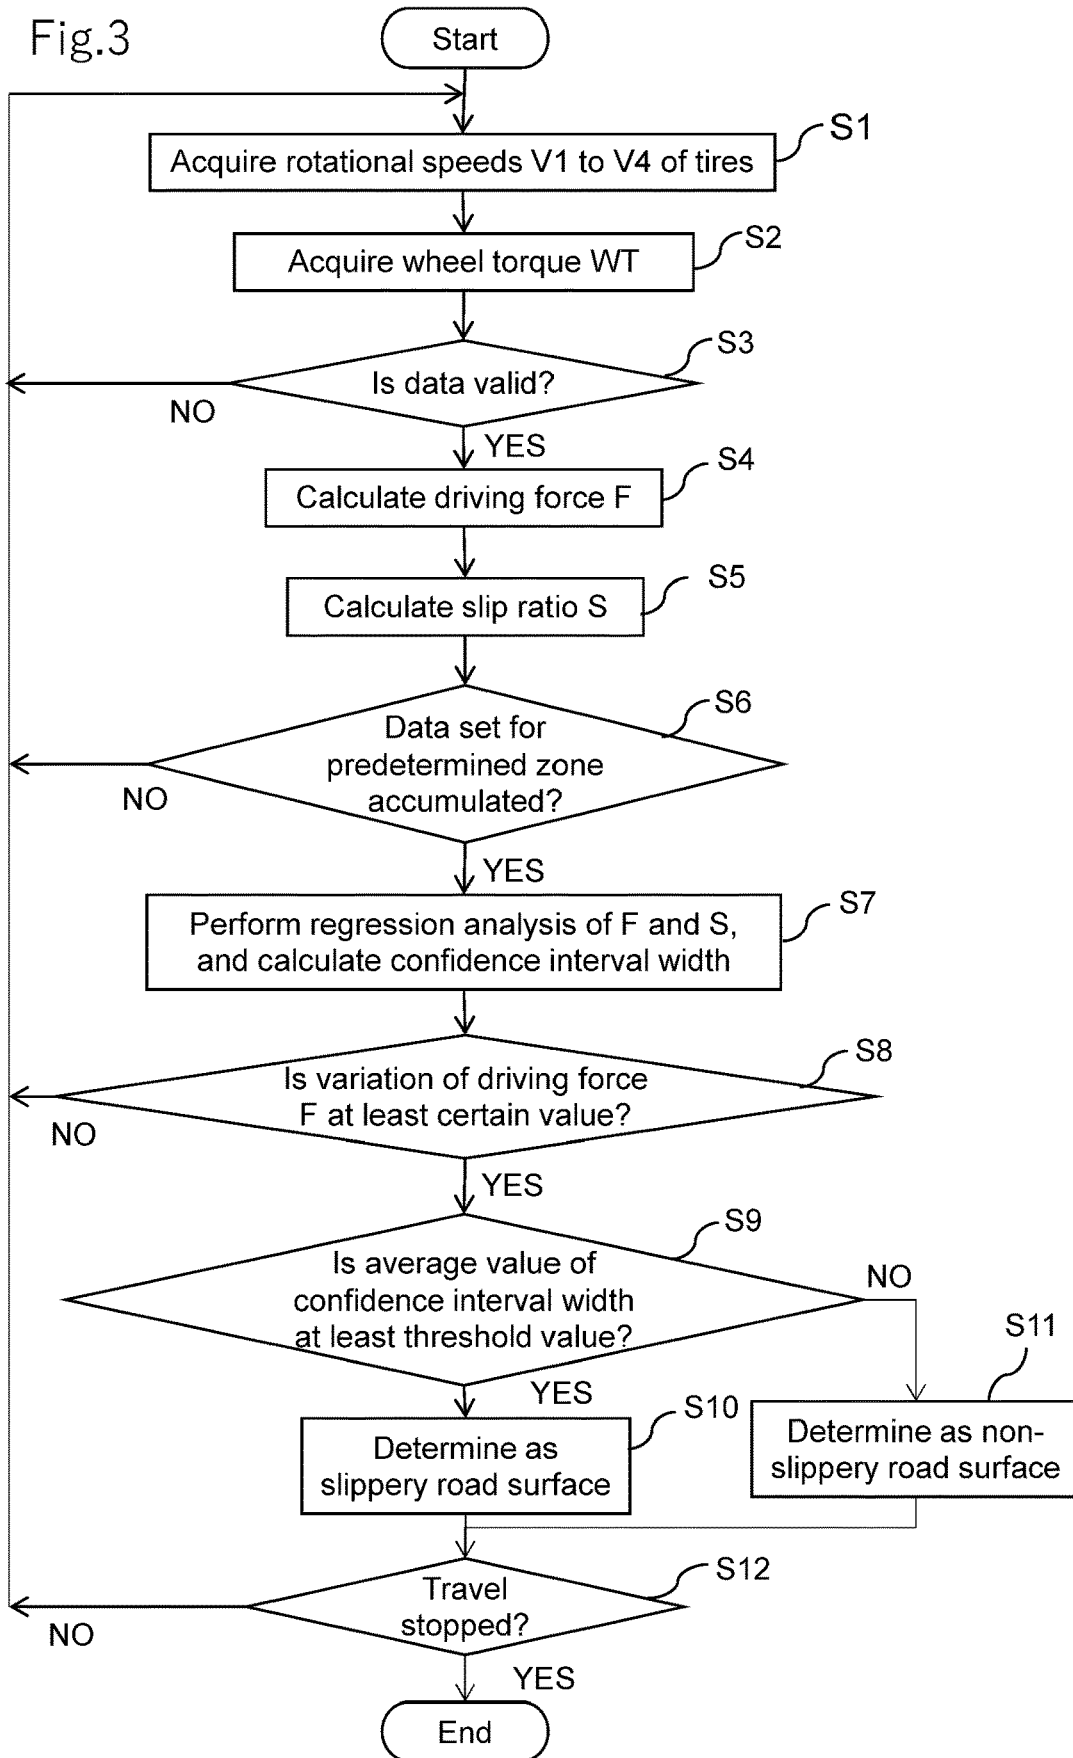 Fig.3
Start
Acquire rotational speeds V1 to V4 of tires
S1
Acquire wheel torque WT
S2
Is data valid?
S3
NO
YES
Calculate driving force F
S4
Calculate slip ratio S
S5
Data set for
predetermined zone
accumulated?
S6
NO
YES
Perform regression analysis of F and S,
and calculate confidence interval width
S7
Is variation of driving force
F at least certain value?
S8
NO
YES
Is average value of
confidence interval width
at least threshold value?
S9
NO
YES
Determine as
slippery road surface
S10
Determine as non-
slippery road surface
S11
Travel
stopped?
S12
NO
YES
End